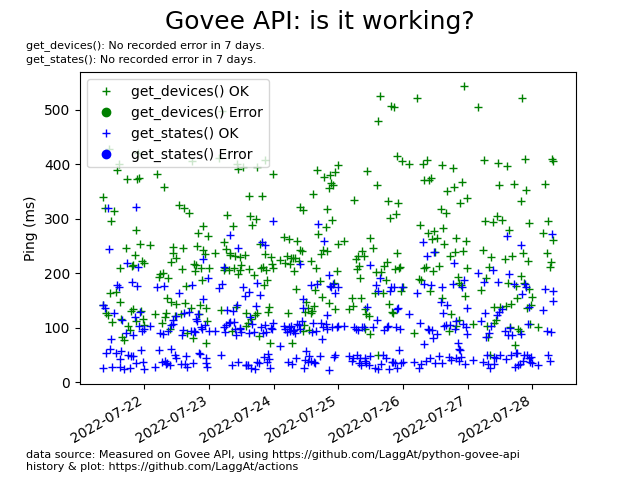 Govee API: is it working?
get_devices(): No recorded error in 7 days.
get_states(): No recorded error in 7 days.
get_devices() OK
get_devices() Error
get_states() OK
get_states() Error
Ping (ms)
500
400
300
200
100
0
2022-07-22
2022-07-23
2022-07-24
2022-07-25
2022-07-26
2022-07-27
2022-07-28
data source: Measured on Govee API, using https://github.com/LaggAt/python-govee-api
history & plot: https://github.com/LaggAt/actions